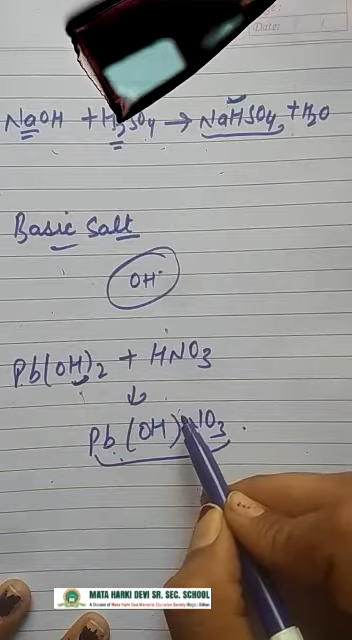 Date:
NaOH + H2SO4 → NaHSO4 + H2O
Basic Salt
OH-
Pb(OH)2 + HNO3
↓
Pb(OH)NO3.
MATA HARKI DEVI SR. SEC. SCHOOL